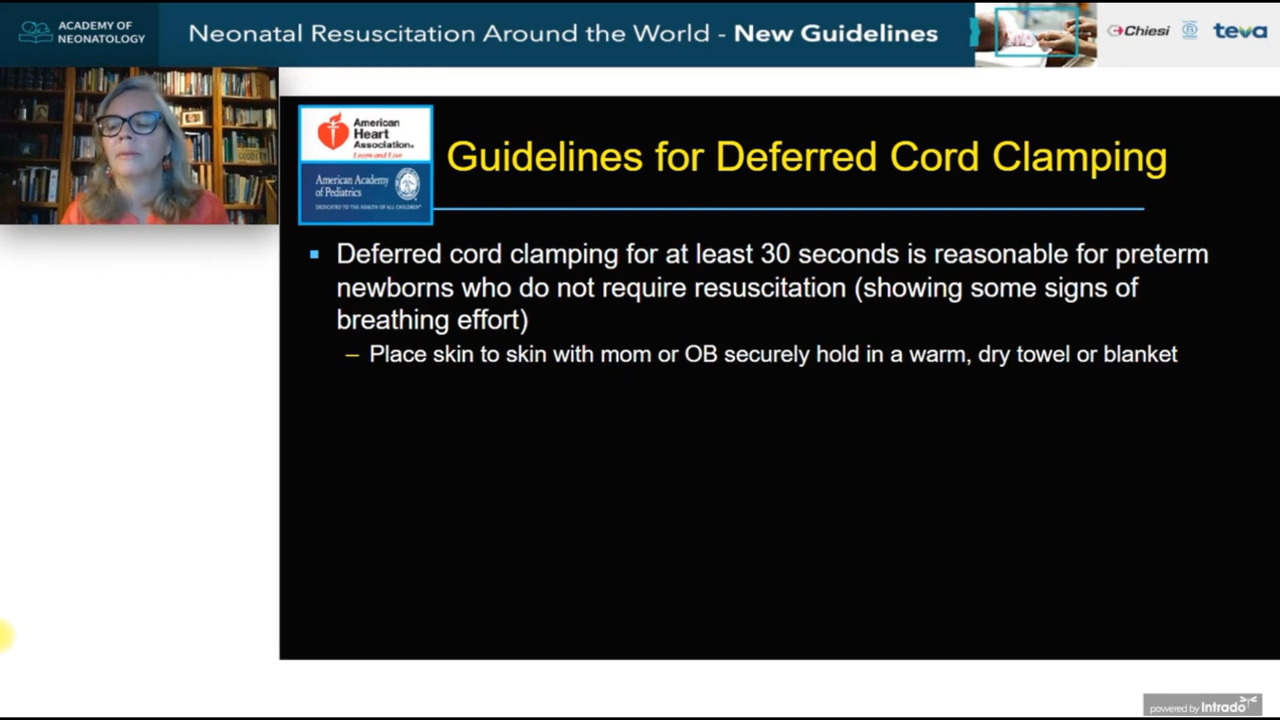 ACADEMY OF
NEONATOLOGY
Neonatal Resuscitation Around the World - New Guidelines
Chiesi
teva
American
Heart
Association®
Learn and Live
American Academy
of Pediatrics
DEDICATED TO THE HEALTH OF ALL CHILDREN®
Guidelines for Deferred Cord Clamping
▪ Deferred cord clamping for at least 30 seconds is reasonable for preterm
newborns who do not require resuscitation (showing some signs of
breathing effort)
– Place skin to skin with mom or OB securely hold in a warm, dry towel or blanket
powered by Intrado